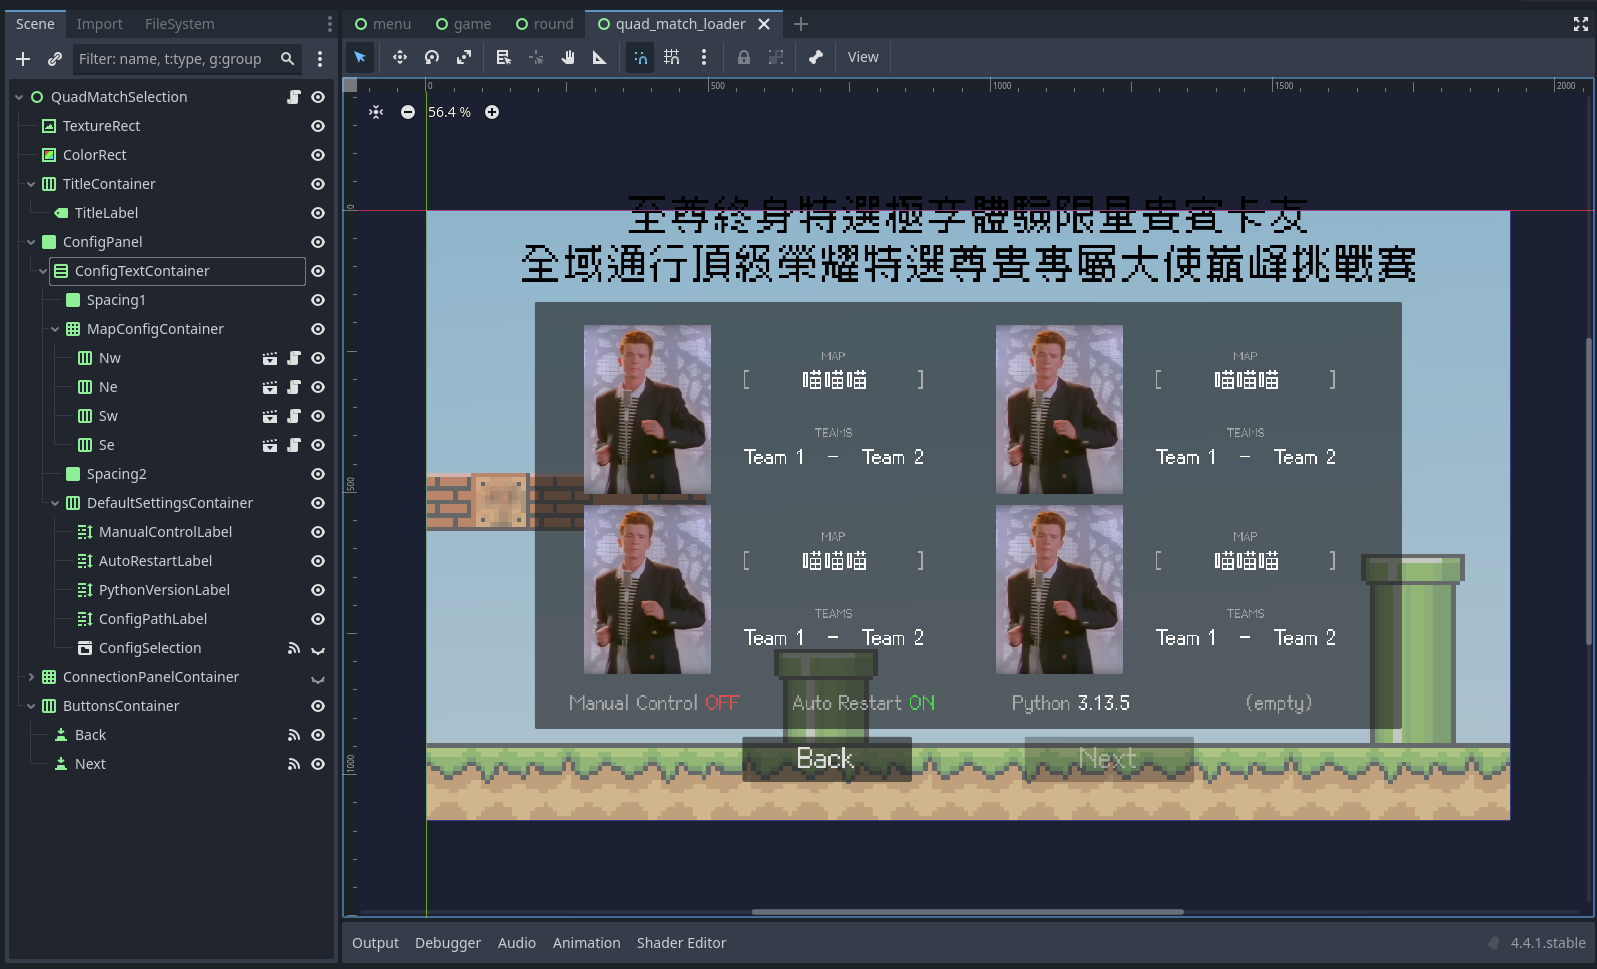 Scene Import FileSystem
menu game round quad_match_loader
Filter: name, t:type, g:group
View
QuadMatchSelection
TextureRect
ColorRect
TitleContainer
TitleLabel
ConfigPanel
ConfigTextContainer
Spacing1
MapConfigContainer
Nw
Ne
Sw
Se
Spacing2
DefaultSettingsContainer
ManualControlLabel
AutoRestartLabel
PythonVersionLabel
ConfigPathLabel
ConfigSelection
ConnectionPanelContainer
ButtonsContainer
Back
Next
0 500 1000 1500 2000
56.4 %
0
500
1000
至尊終身特選極享體驗限量貴賓卡友
全域通行頂級榮耀特選尊貴專屬大使巔峰挑戰賽
MAP
[ 喵喵喵 ]
TEAMS
Team 1 - Team 2
MAP
[ 喵喵喵 ]
TEAMS
Team 1 - Team 2
MAP
[ 喵喵喵 ]
TEAMS
Team 1 - Team 2
MAP
[ 喵喵喵 ]
TEAMS
Team 1 - Team 2
Manual Control OFF Auto Restart ON Python 3.13.5 (empty)
Back Next
Output Debugger Audio Animation Shader Editor 4.4.1.stable